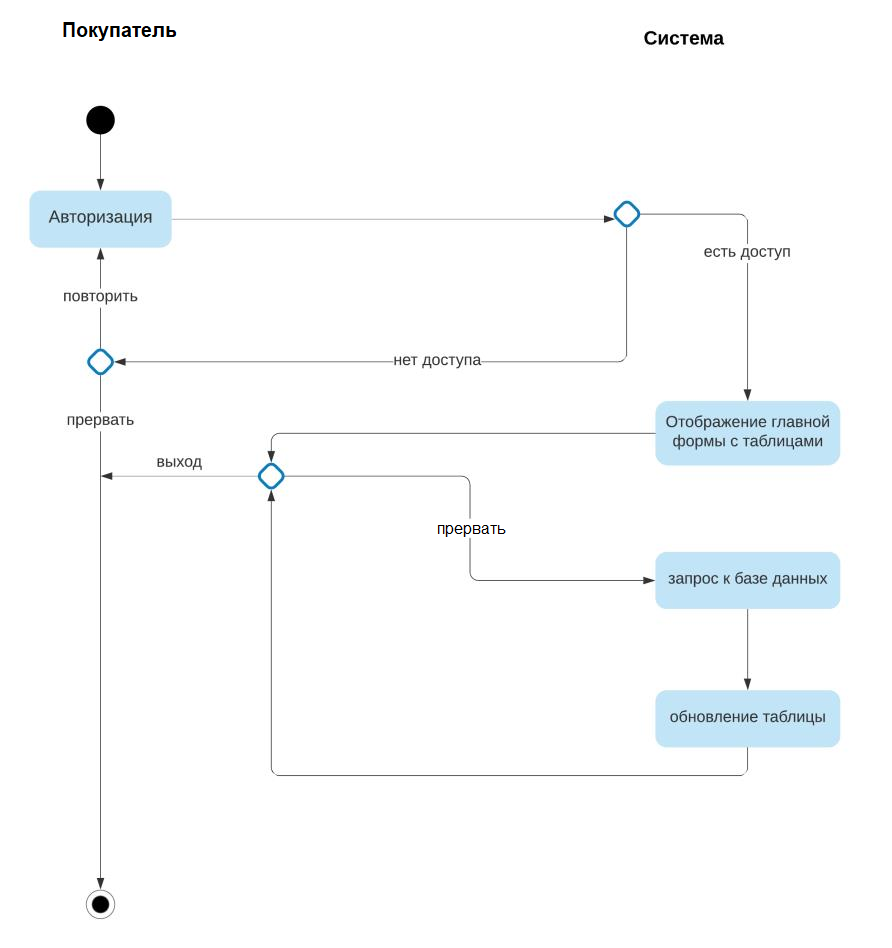 Покупатель
Система
Авторизация
есть доступ
повторить
нет доступа
прервать
Отображение главной
формы с таблицами
выход
прервать
запрос к базе данных
обновление таблицы